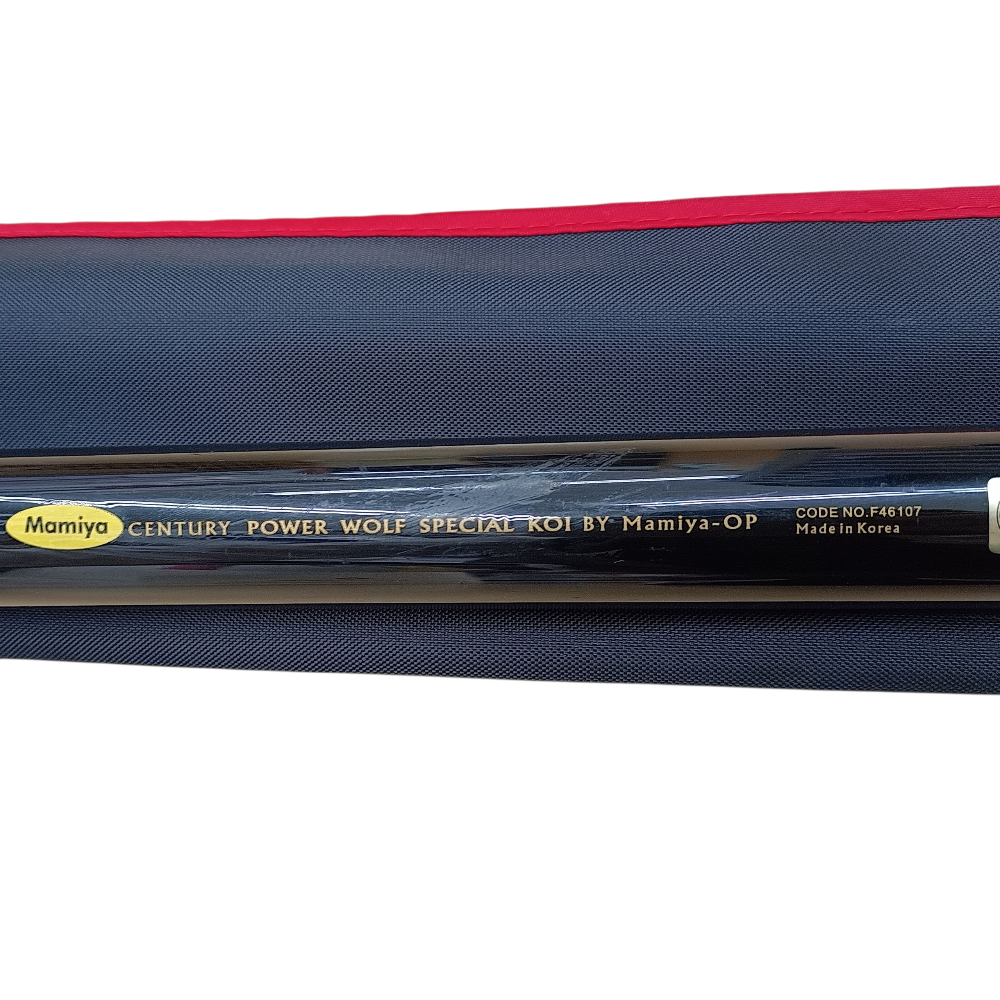 Mamiya CENTURY POWER WOLF SPECIAL KOI BY Mamiya-OP
CODE NO.F46107
Made in Korea